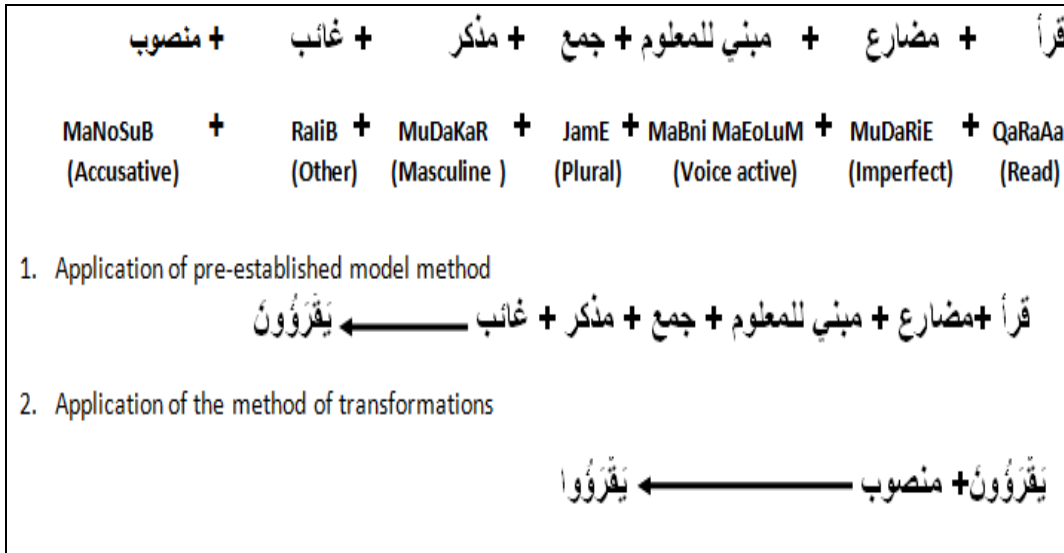 قرأ + مضارع + مبني للمعلوم + جمع + مذكر + غائب + منصوب
MaNoSuB + RaIiB + MuDaKaR + JamE + MaBni MaEoLuM + MuDaRiE + QaRaAa
(Accusative) (Other) (Masculine ) (Plural) (Voice active) (Imperfect) (Read)
1. Application of pre-established model method
قرأ +مضارع + مبني للمعلوم + جمع + مذكر + غائب ← يَقْرَؤُونَ
2. Application of the method of transformations
يَقْرَؤُونَ+ منصوب ← يَقْرَؤُوا